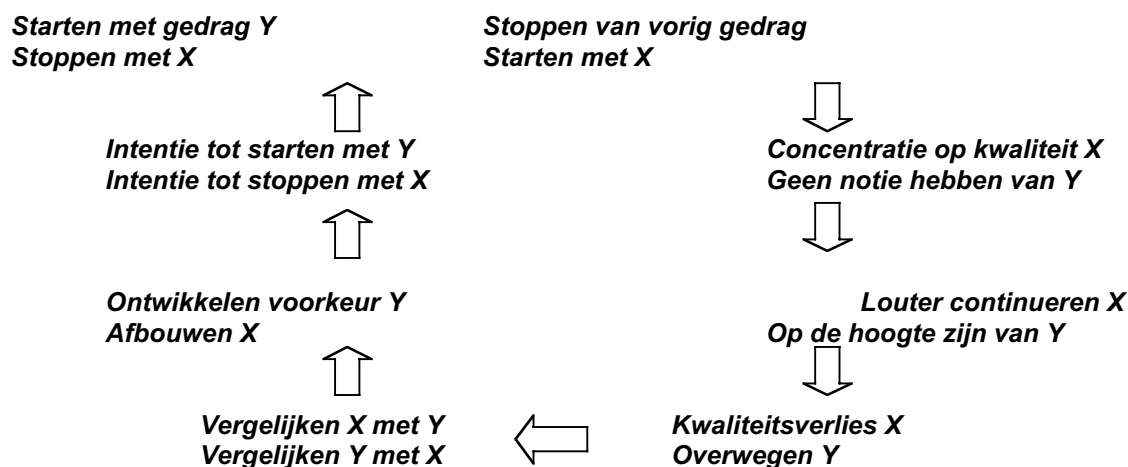 Starten met gedrag Y
Stoppen met X
Stoppen van vorig gedrag
Starten met X
Intentie tot starten met Y
Intentie tot stoppen met X
Concentratie op kwaliteit X
Geen notie hebben van Y
Ontwikkelen voorkeur Y
Afbouwen X
Louter continueren X
Op de hoogte zijn van Y
Vergelijken X met Y
Vergelijken Y met X
Kwaliteitsverlies X
Overwegen Y